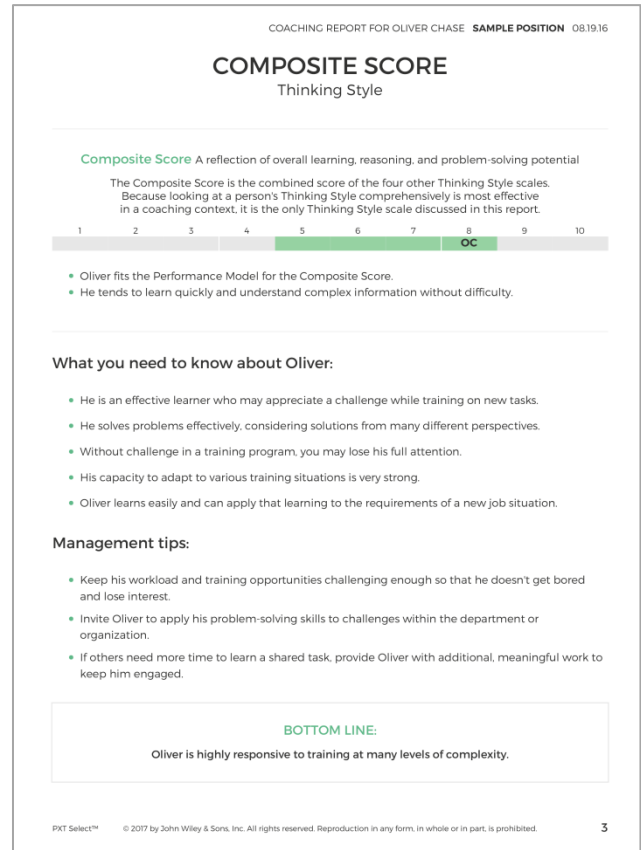 COACHING REPORT FOR OLIVER CHASE SAMPLE POSITION 08.19.16
COMPOSITE SCORE
Thinking Style
Composite Score A reflection of overall learning, reasoning, and problem-solving potential
The Composite Score is the combined score of the four other Thinking Style scales.
Because looking at a person's Thinking Style comprehensively is most effective
in a coaching context, it is the only Thinking Style scale discussed in this report.
1 2 3 4 5 6 7 8 9 10
OC
• Oliver fits the Performance Model for the Composite Score.
• He tends to learn quickly and understand complex information without difficulty.
What you need to know about Oliver:
• He is an effective learner who may appreciate a challenge while training on new tasks.
• He solves problems effectively, considering solutions from many different perspectives.
• Without challenge in a training program, you may lose his full attention.
• His capacity to adapt to various training situations is very strong.
• Oliver learns easily and can apply that learning to the requirements of a new job situation.
Management tips:
• Keep his workload and training opportunities challenging enough so that he doesn't get bored
and lose interest.
• Invite Oliver to apply his problem-solving skills to challenges within the department or
organization.
• If others need more time to learn a shared task, provide Oliver with additional, meaningful work to
keep him engaged.
BOTTOM LINE:
Oliver is highly responsive to training at many levels of complexity.
PXT Select™ © 2017 by John Wiley & Sons, Inc. All rights reserved. Reproduction in any form, in whole or in part, is prohibited. 3